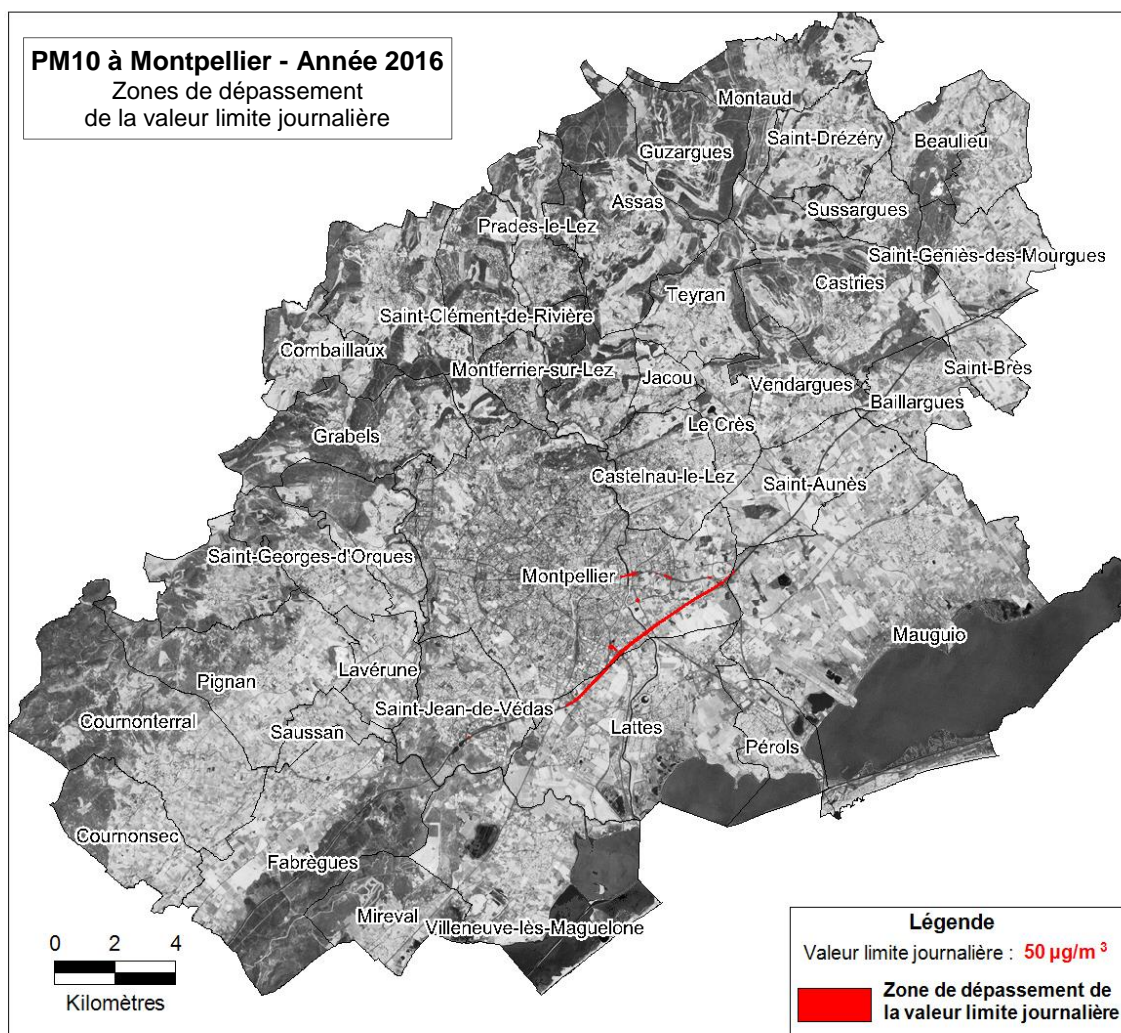 PM10 à Montpellier - Année 2016
Zones de dépassement
de la valeur limite journalière
Montaud
Saint-Drézéry
Beaulieu
Guzargues
Assas
Sussargues
Prades-le-Lez
Saint-Geniès-des-Mourgues
Castries
Teyran
Saint-Clément-de-Rivière
Combaillaux
Montferrier-sur-Lez
Jacou
Vendargues
Saint-Brès
Baillargues
Le Crès
Grabels
Castelnau-le-Lez
Saint-Aunès
Saint-Georges-d'Orques
Montpellier
Mauguio
Lavérune
Pignan
Saint-Jean-de-Védas
Cournonterral
Saussan
Lattes
Pérols
Cournonsec
Fabrègues
Mireval
Villeneuve-lès-Maguelone
0 2 4
Kilomètres
Légende
Valeur limite journalière : 50 µg/m ³
Zone de dépassement de
la valeur limite journalière